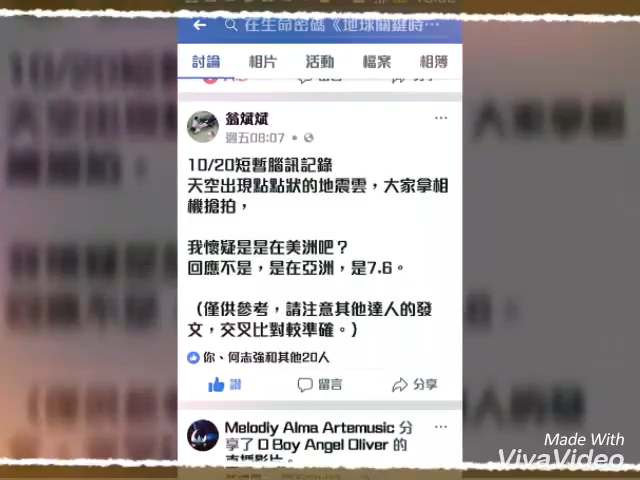 在生命密碼《地球關鍵時…
討論 相片 活動 檔案 相簿
翁斌斌
週五08:07
10/20短暫腦訊記錄
天空出現點點狀的地震雲，大家拿相
機搶拍，
我懷疑是是在美洲吧？
回應不是，是在亞洲，是7.6。
（僅供參考，請注意其他達人的發
文，交叉比對較準確。）
你、何志強和其他20人
讚 留言 分享
Melodiy Alma Artemusic 分
享了 D Boy Angel Oliver 的
直播影片。
Made With
VivaVideo